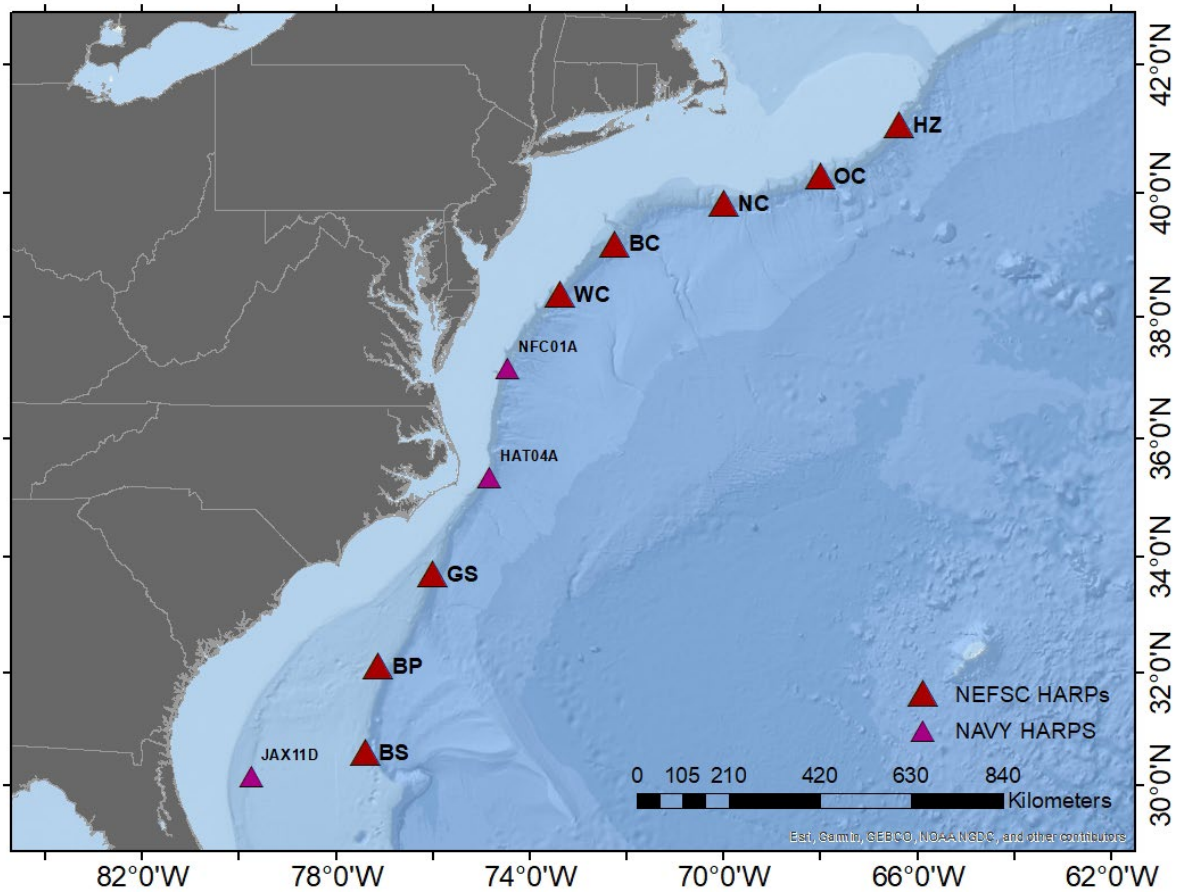 42°0'N
HZ
OC
40°0'N
NC
BC
WC
38°0'N
NFC01A
36°0'N
HAT04A
34°0'N
GS
BP
32°0'N
NEFSC HARPs
NAVY HARPS
BS
JAX11D
0 105 210 420 630 840
Kilometers
30°0'N
Esri, Garmin, GEBCO, NOAA NGDC, and other contributors
82°0'W 78°0'W 74°0'W 70°0'W 66°0'W 62°0'W